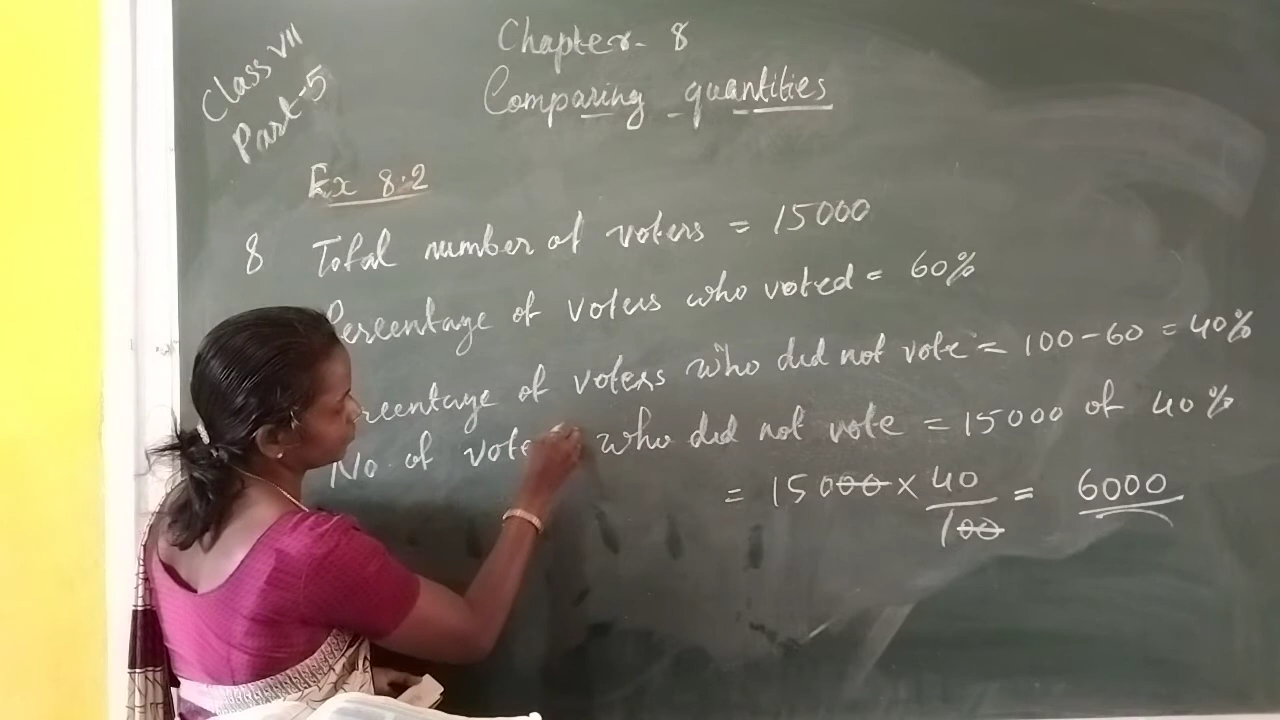 Class VII
Part-5
Chapter-8
Comparing quantities
Ex 8.2
8 Total number of voters = 15000
Percentage of voters who voted = 60%
rcentage of voters who did not vote = 100-60 = 40%
No. of vote who did not vote = 15000 of 40%
= 15000 x 40/100 = 6000